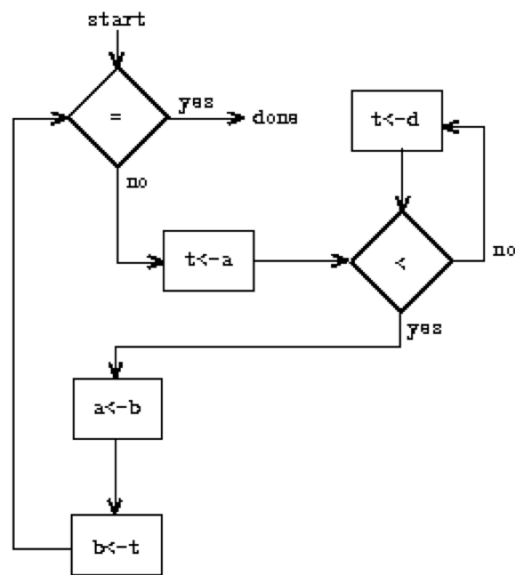 start
=
yes
done
no
t<-a
t<-d
<
no
yes
a<-b
b<-t